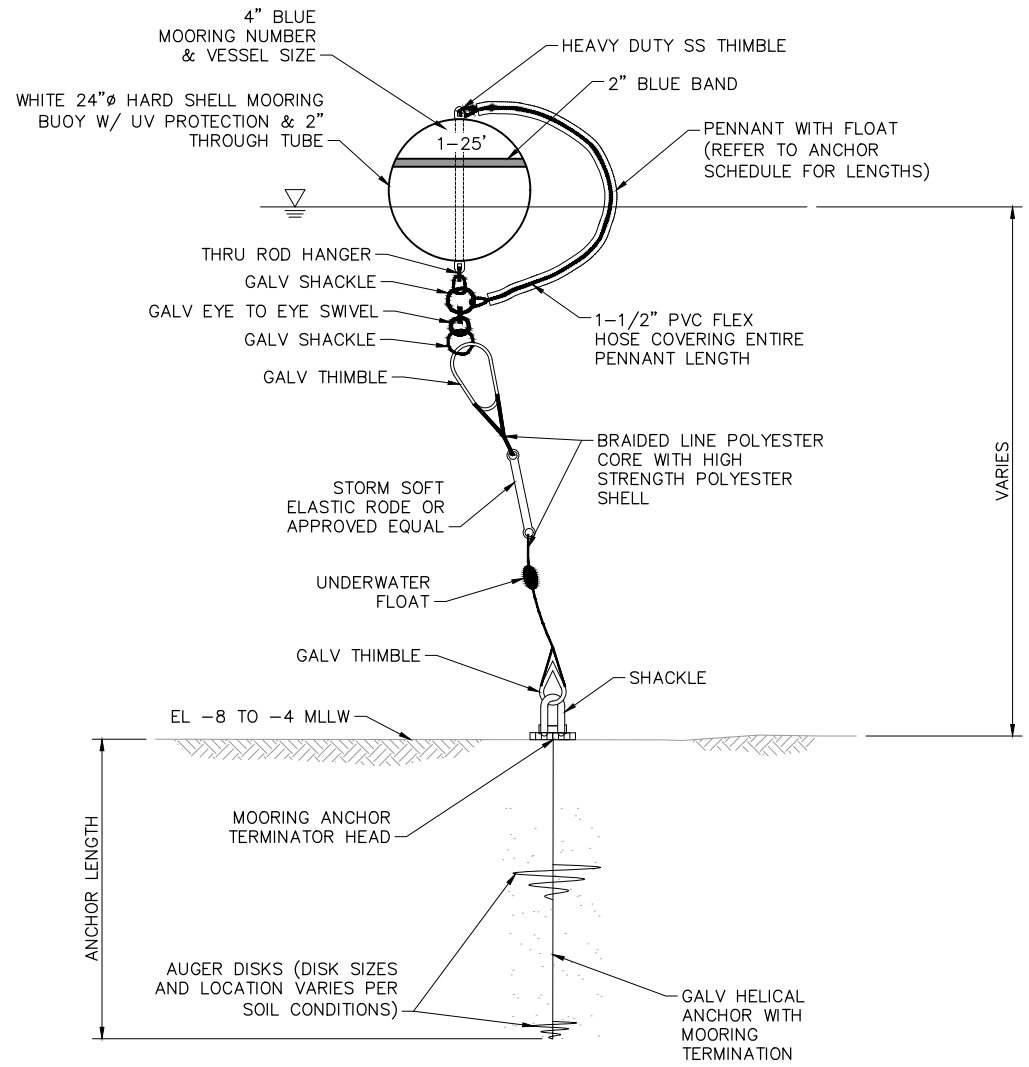 4" BLUE
MOORING NUMBER
& VESSEL SIZE
HEAVY DUTY SS THIMBLE
2" BLUE BAND
WHITE 24"ø HARD SHELL MOORING
BUOY W/ UV PROTECTION & 2"
THROUGH TUBE
1-25'
PENNANT WITH FLOAT
(REFER TO ANCHOR
SCHEDULE FOR LENGTHS)
THRU ROD HANGER
GALV SHACKLE
GALV EYE TO EYE SWIVEL
GALV SHACKLE
GALV THIMBLE
1-1/2" PVC FLEX
HOSE COVERING ENTIRE
PENNANT LENGTH
BRAIDED LINE POLYESTER
CORE WITH HIGH
STRENGTH POLYESTER
SHELL
VARIES
STORM SOFT
ELASTIC RODE OR
APPROVED EQUAL
UNDERWATER
FLOAT
GALV THIMBLE
SHACKLE
EL -8 TO -4 MLLW
MOORING ANCHOR
TERMINATOR HEAD
ANCHOR LENGTH
AUGER DISKS (DISK SIZES
AND LOCATION VARIES PER
SOIL CONDITIONS)
GALV HELICAL
ANCHOR WITH
MOORING
TERMINATION